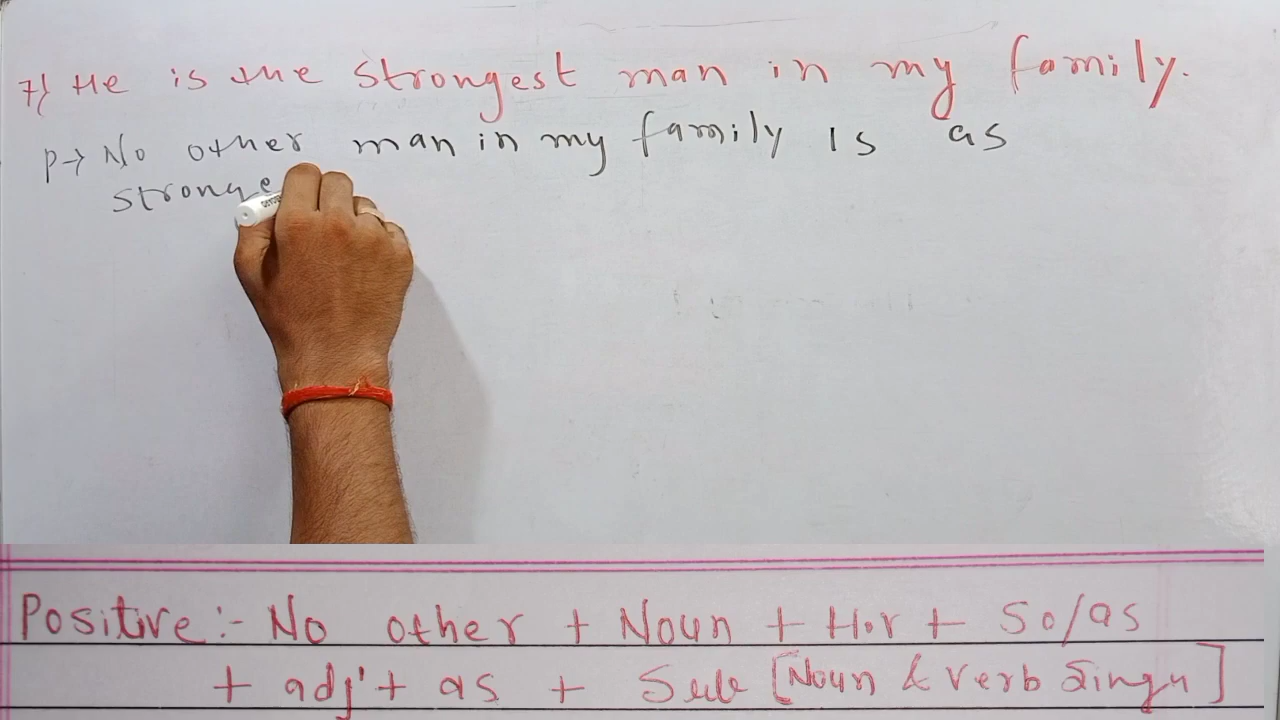 7) He is the strongest man in my family.
P→ No other man in my family is as
stronge
Positive:- No other + Noun + H.v + So/as
+ adj' + as + Sub [Noun & Verb Singu]